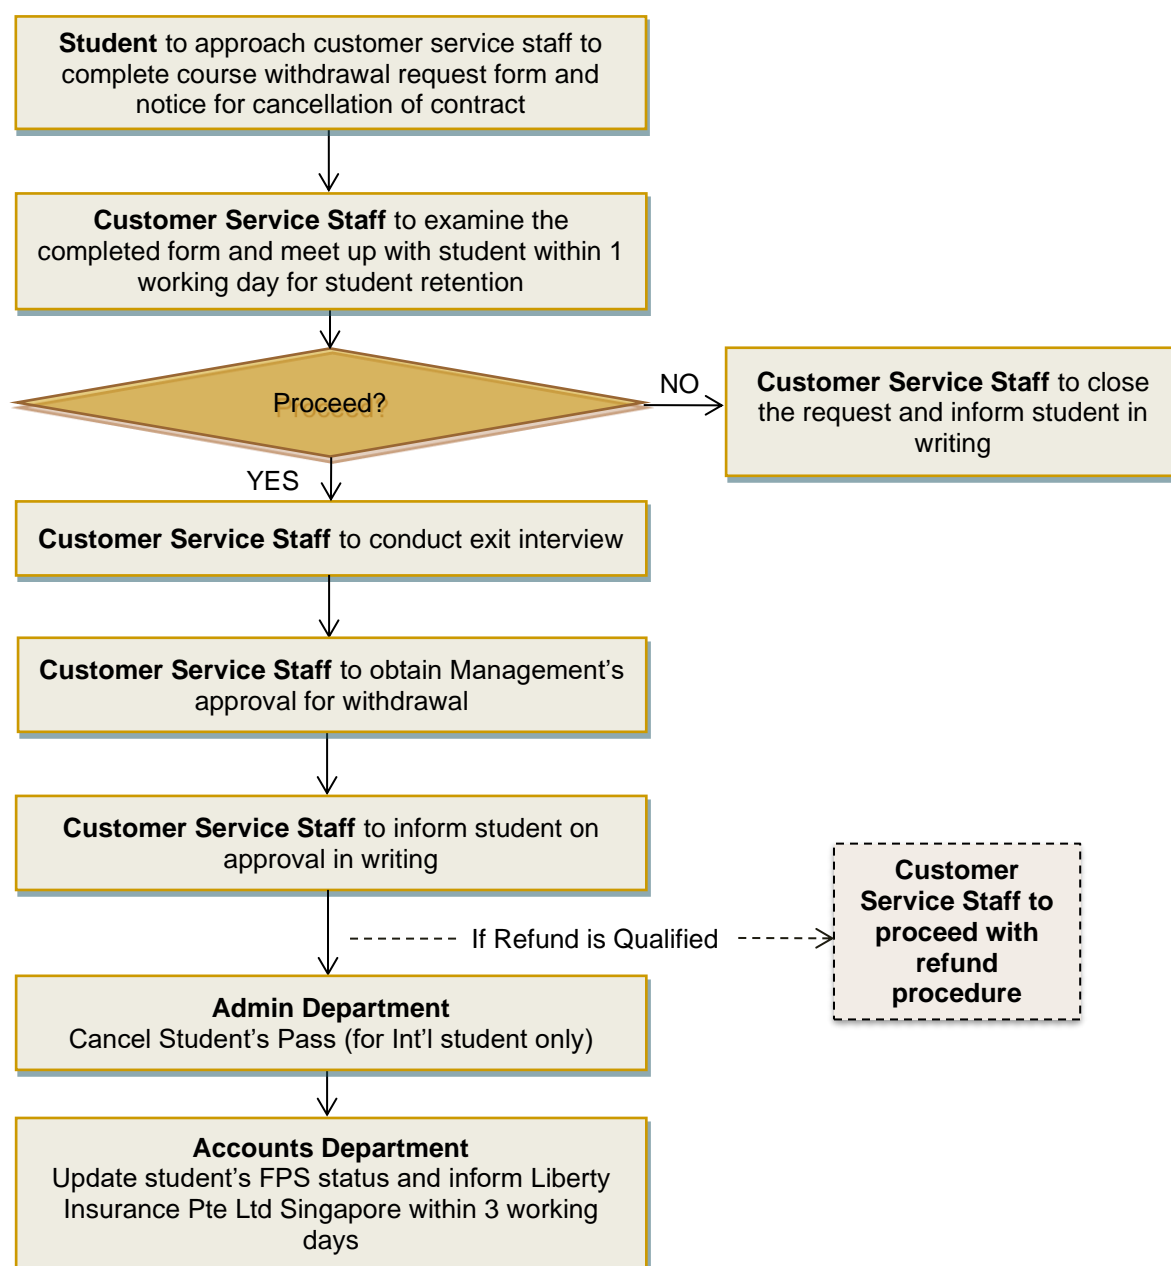 Student to approach customer service staff to
complete course withdrawal request form and
notice for cancellation of contract
Customer Service Staff to examine the
completed form and meet up with student within 1
working day for student retention
Proceed?
NO
Customer Service Staff to close
the request and inform student in
writing
YES
Customer Service Staff to conduct exit interview
Customer Service Staff to obtain Management’s
approval for withdrawal
Customer Service Staff to inform student on
approval in writing
If Refund is Qualified
Customer
Service Staff to
proceed with
refund
procedure
Admin Department
Cancel Student’s Pass (for Int’l student only)
Accounts Department
Update student’s FPS status and inform Liberty
Insurance Pte Ltd Singapore within 3 working
days